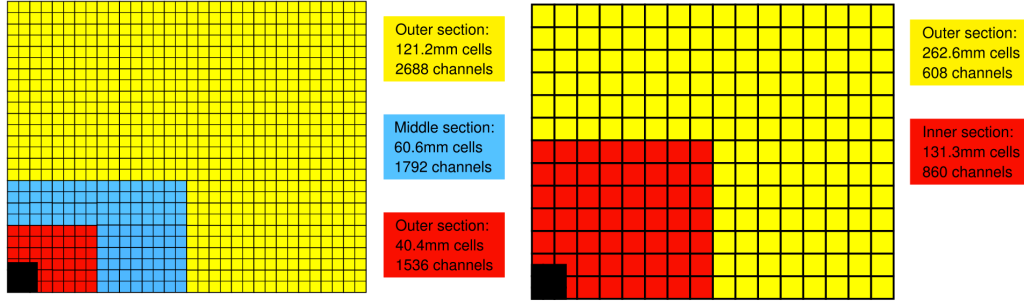 Outer section:
121.2mm cells
2688 channels
Middle section:
60.6mm cells
1792 channels
Outer section:
40.4mm cells
1536 channels
Outer section:
262.6mm cells
608 channels
Inner section:
131.3mm cells
860 channels